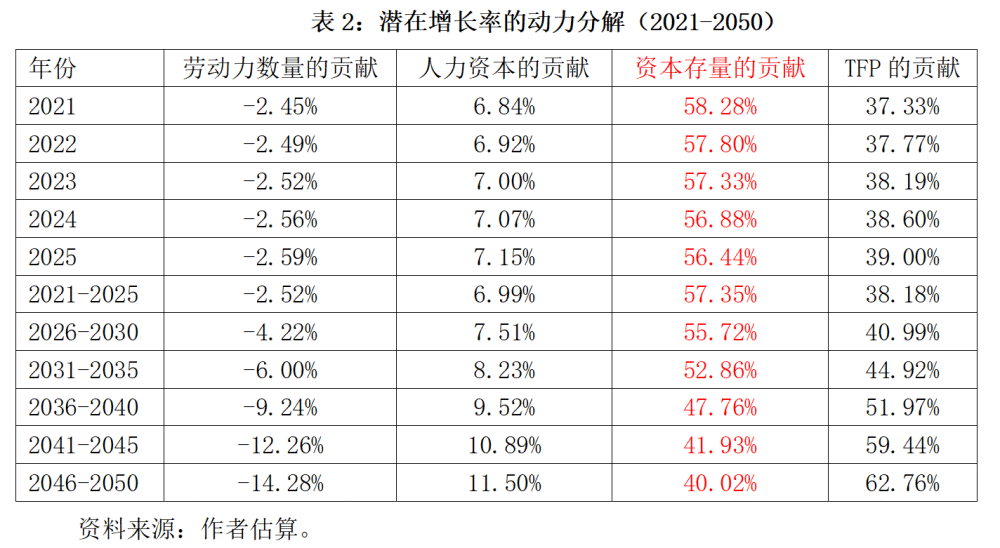 表 2：潜在增长率的动力分解（2021-2050）
年份 劳动力数量的贡献 人力资本的贡献 资本存量的贡献 TFP 的贡献
2021 -2.45% 6.84% 58.28% 37.33%
2022 -2.49% 6.92% 57.80% 37.77%
2023 -2.52% 7.00% 57.33% 38.19%
2024 -2.56% 7.07% 56.88% 38.60%
2025 -2.59% 7.15% 56.44% 39.00%
2021-2025 -2.52% 6.99% 57.35% 38.18%
2026-2030 -4.22% 7.51% 55.72% 40.99%
2031-2035 -6.00% 8.23% 52.86% 44.92%
2036-2040 -9.24% 9.52% 47.76% 51.97%
2041-2045 -12.26% 10.89% 41.93% 59.44%
2046-2050 -14.28% 11.50% 40.02% 62.76%
资料来源：作者估算。